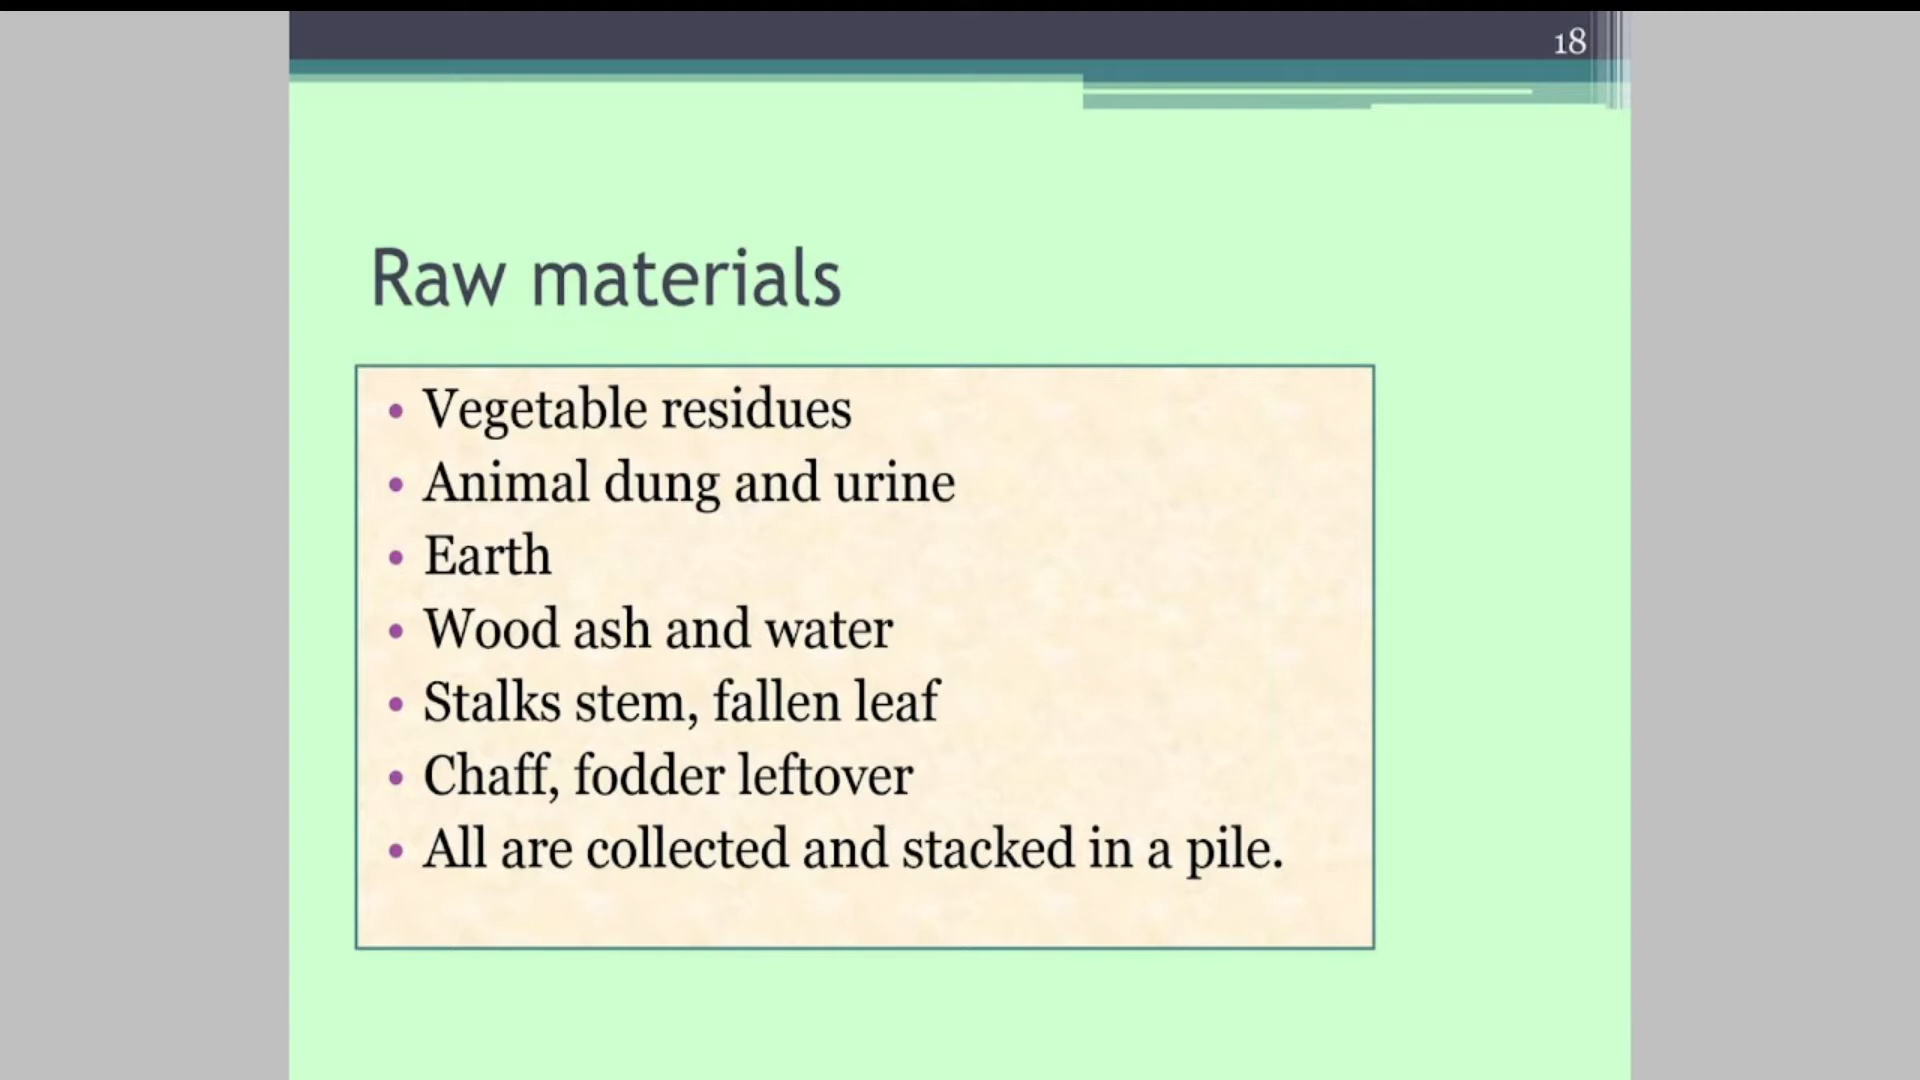 18
Raw materials
• Vegetable residues
• Animal dung and urine
• Earth
• Wood ash and water
• Stalks stem, fallen leaf
• Chaff, fodder leftover
• All are collected and stacked in a pile.